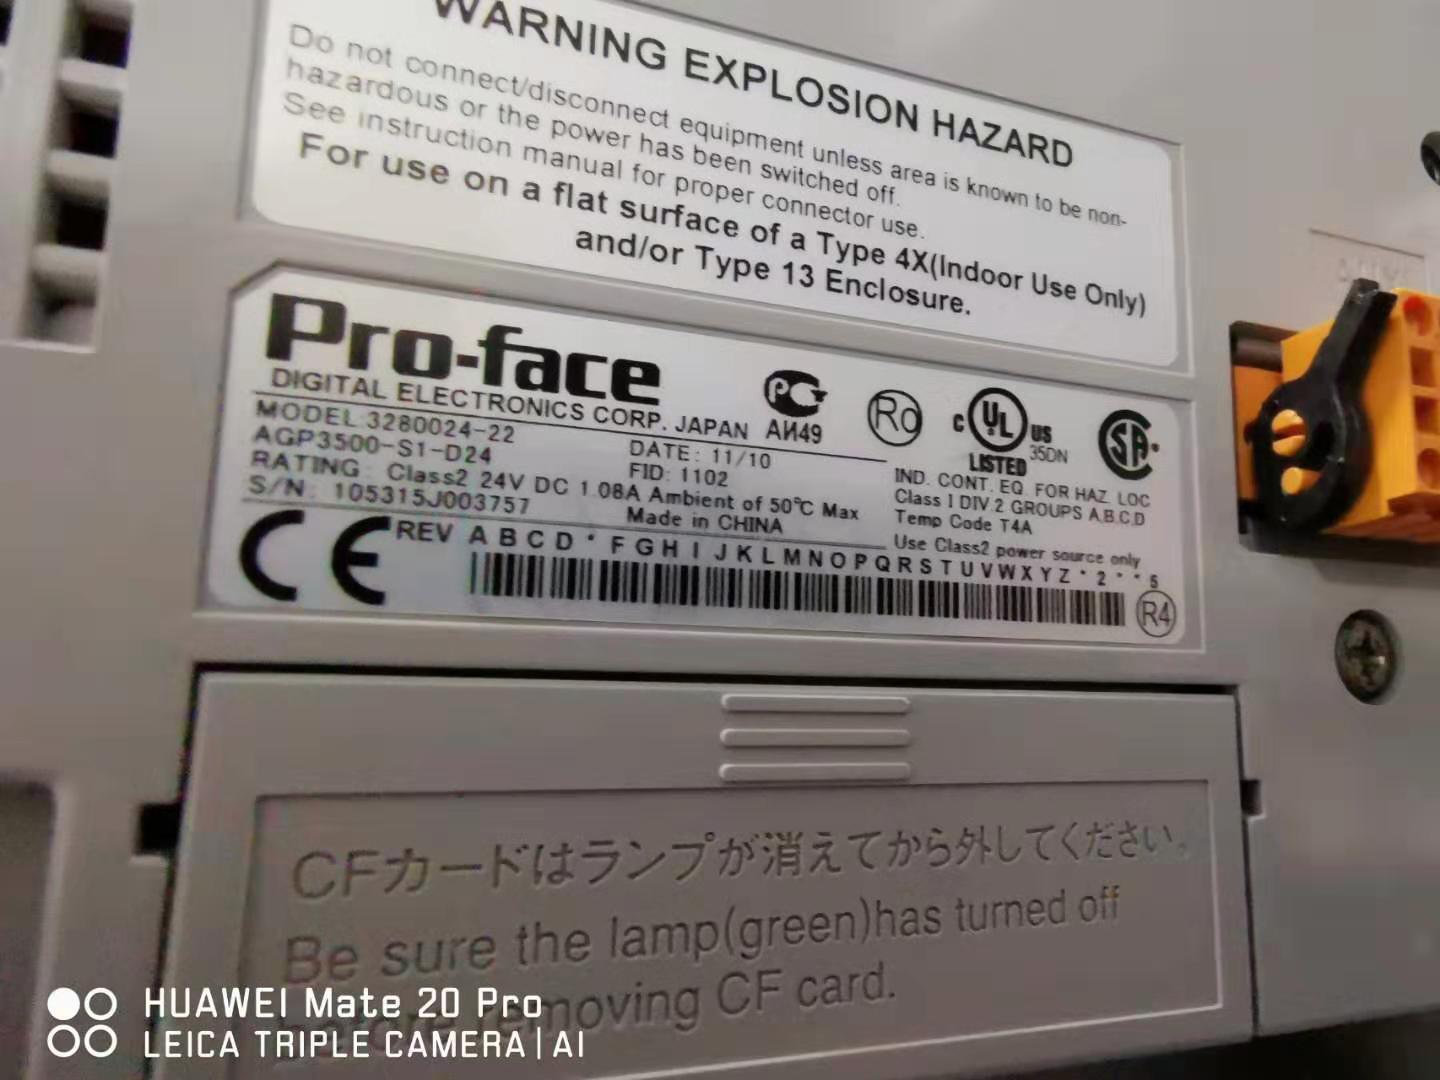 WARNING EXPLOSION HAZARD
Do not connect/disconnect equipment unless area is known to be non-
hazardous or the power has been switched off.
See instruction manual for proper connector use.
For use on a flat surface of a Type 4X(Indoor Use Only)
and/or Type 13 Enclosure.
Pro-face
DIGITAL ELECTRONICS CORP. JAPAN
MODEL:3280024-22
AGP3500-S1-D24
DATE: 11/10
FID: 1102
RATING: Class2 24V DC 1.08A Ambient of 50℃ Max
S/N: 105315J003757
Made in CHINA
PC
АИ49
Ro
c UL US
LISTED 35DN
SA
IND. CONT. EQ. FOR HAZ. LOC
Class I DIV.2 GROUPS A,B,C,D
Temp Code T4A
Use Class2 power source only
CE
REV A B C D * F G H I J K L M N O P Q R S T U V W X Y Z * 2 * * 5
R4
CFカードはランプが消えてから外してください。
Be sure the lamp(green)has turned off
before removing CF card.
HUAWEI Mate 20 Pro
LEICA TRIPLE CAMERA | AI